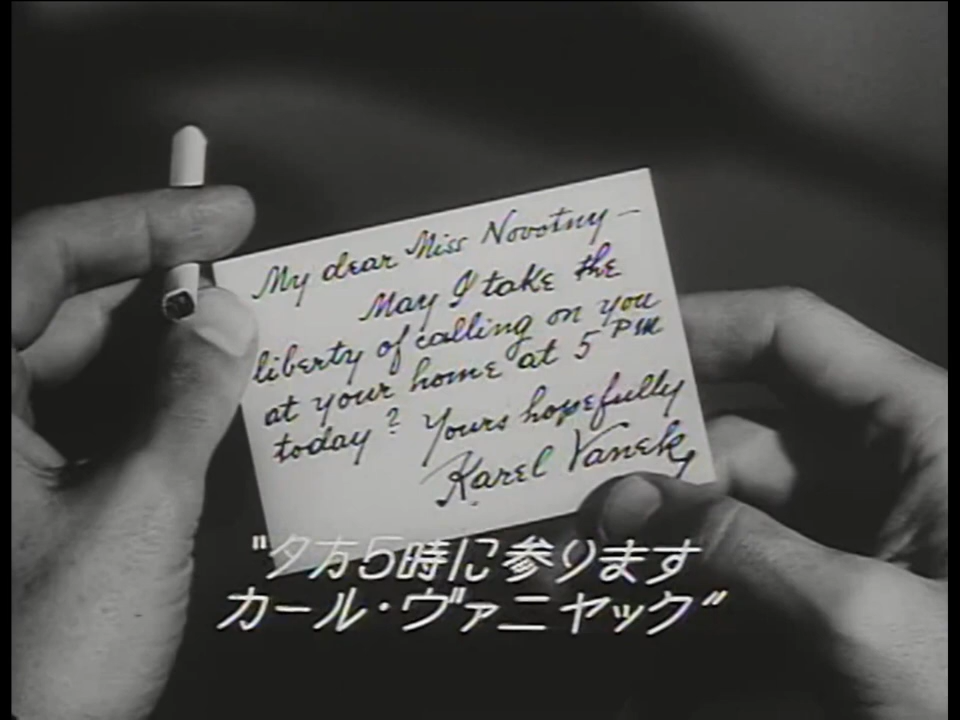 My dear Miss Novotny —
May I take the
liberty of calling on you
at your home at 5 PM
today? Yours hopefully
Karel Vanek
"夕方5時に参ります
カール・ヴァニヤック"